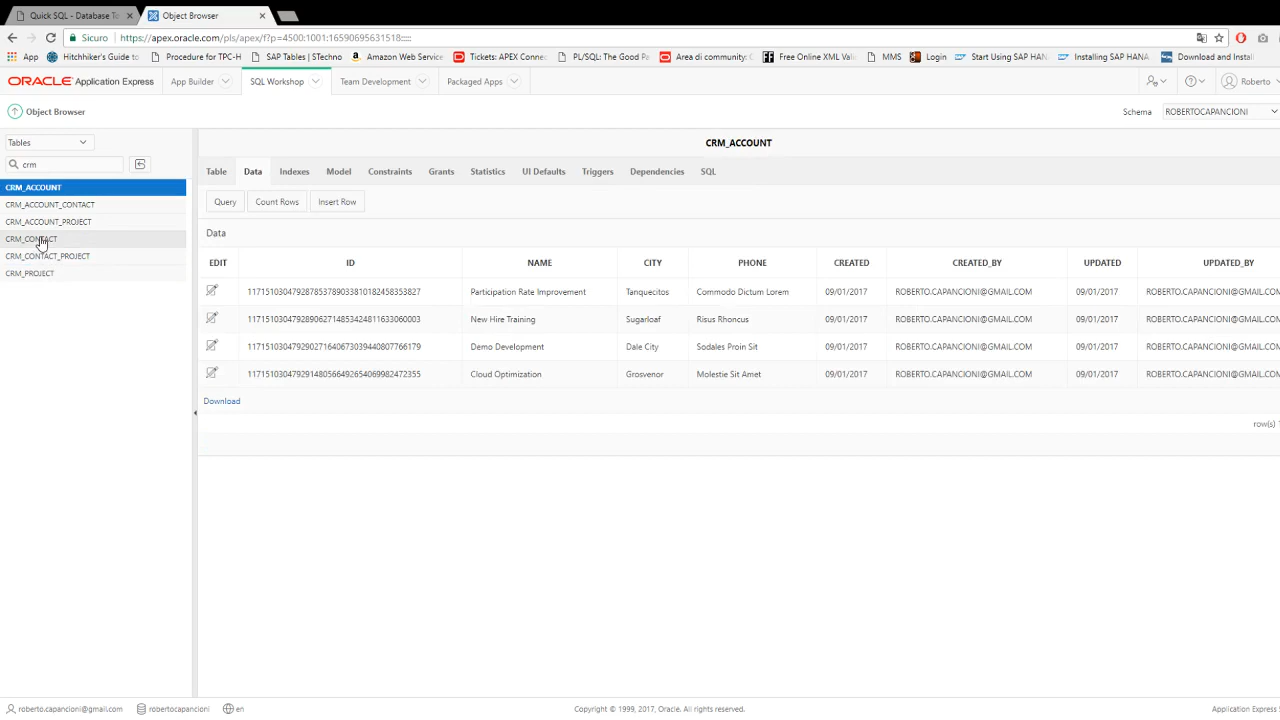 Quick SQL - Database To
Object Browser
Sicuro
https://apex.oracle.com/pls/apex/f?p=4500:1001:16590695631518:::::
App
Hitchhiker's Guide to
Procedure for TPC-H
SAP Tables | STechno
Amazon Web Service
Tickets: APEX Connec
PL/SQL: The Good Pa
Area di community: C
Free Online XML Vali
MMS
Login
Start Using SAP HAN
Installing SAP HANA
Download and Instal
ORACLE Application Express
App Builder
SQL Workshop
Team Development
Packaged Apps
Roberto
Object Browser
Schema
ROBERTOCAPANCIONI
Tables
crm
CRM_ACCOUNT
CRM_ACCOUNT_CONTACT
CRM_ACCOUNT_PROJECT
CRM_CONTACT
CRM_CONTACT_PROJECT
CRM_PROJECT
CRM_ACCOUNT
Table Data Indexes Model Constraints Grants Statistics UI Defaults Triggers Dependencies SQL
Query Count Rows Insert Row
Data
EDIT ID NAME CITY PHONE CREATED CREATED_BY UPDATED UPDATED_BY
117151030479287853789033810182458353827 Participation Rate Improvement Tanquecitos Commodo Dictum Lorem 09/01/2017 ROBERTO.CAPANCIONI@GMAIL.COM 09/01/2017 ROBERTO.CAPANCIONI@GMAIL.COM
117151030479289062714853424811633060003 New Hire Training Sugarloaf Risus Rhoncus 09/01/2017 ROBERTO.CAPANCIONI@GMAIL.COM 09/01/2017 ROBERTO.CAPANCIONI@GMAIL.COM
117151030479290271640673039440807766179 Demo Development Dale City Sodales Proin Sit 09/01/2017 ROBERTO.CAPANCIONI@GMAIL.COM 09/01/2017 ROBERTO.CAPANCIONI@GMAIL.COM
117151030479291480566492654069982472355 Cloud Optimization Grosvenor Molestie Sit Amet 09/01/2017 ROBERTO.CAPANCIONI@GMAIL.COM 09/01/2017 ROBERTO.CAPANCIONI@GMAIL.COM
Download
row(s) 1
roberto.capancioni@gmail.com
robertocapancioni
en
Copyright © 1999, 2017, Oracle. All rights reserved.
Application Express 5